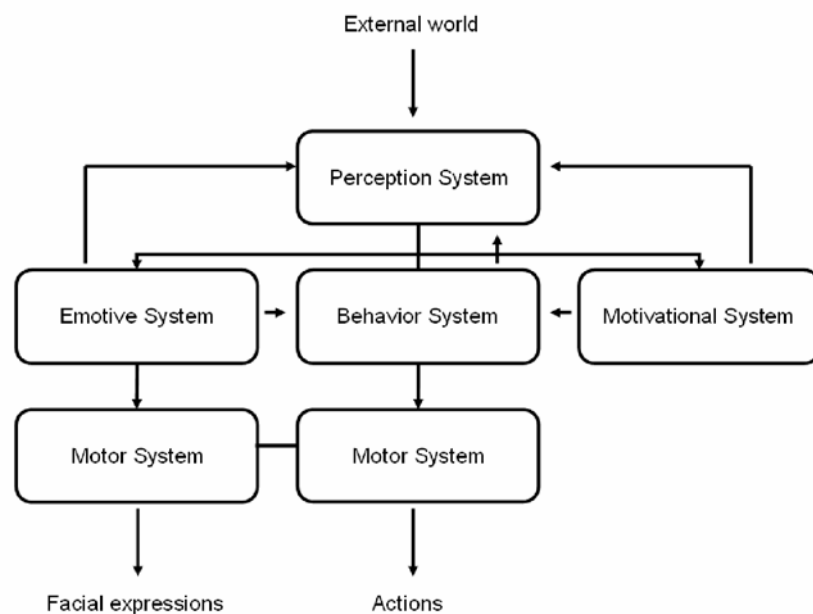 External world
Perception System
Emotive System
Behavior System
Motivational System
Motor System
Motor System
Facial expressions
Actions